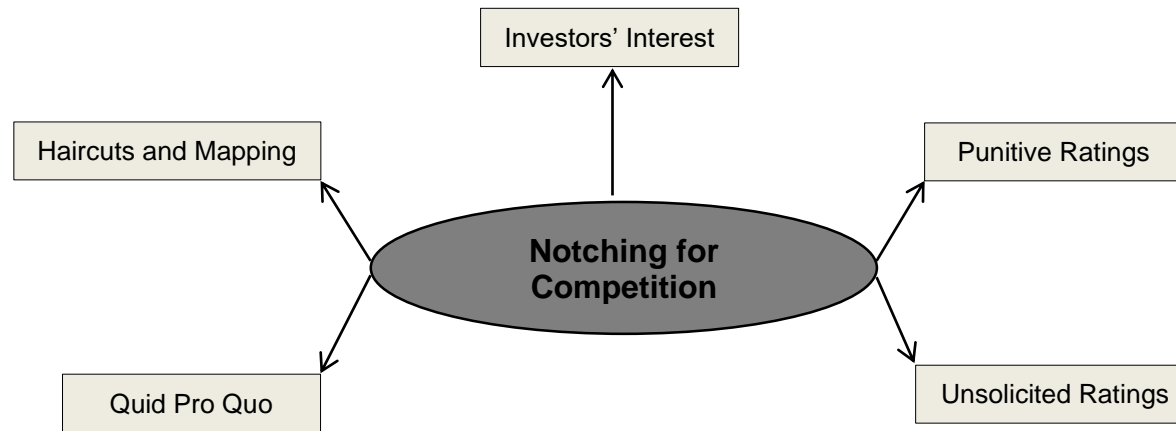 Investors’ Interest
Haircuts and Mapping
Punitive Ratings
Notching for
Competition
Quid Pro Quo
Unsolicited Ratings